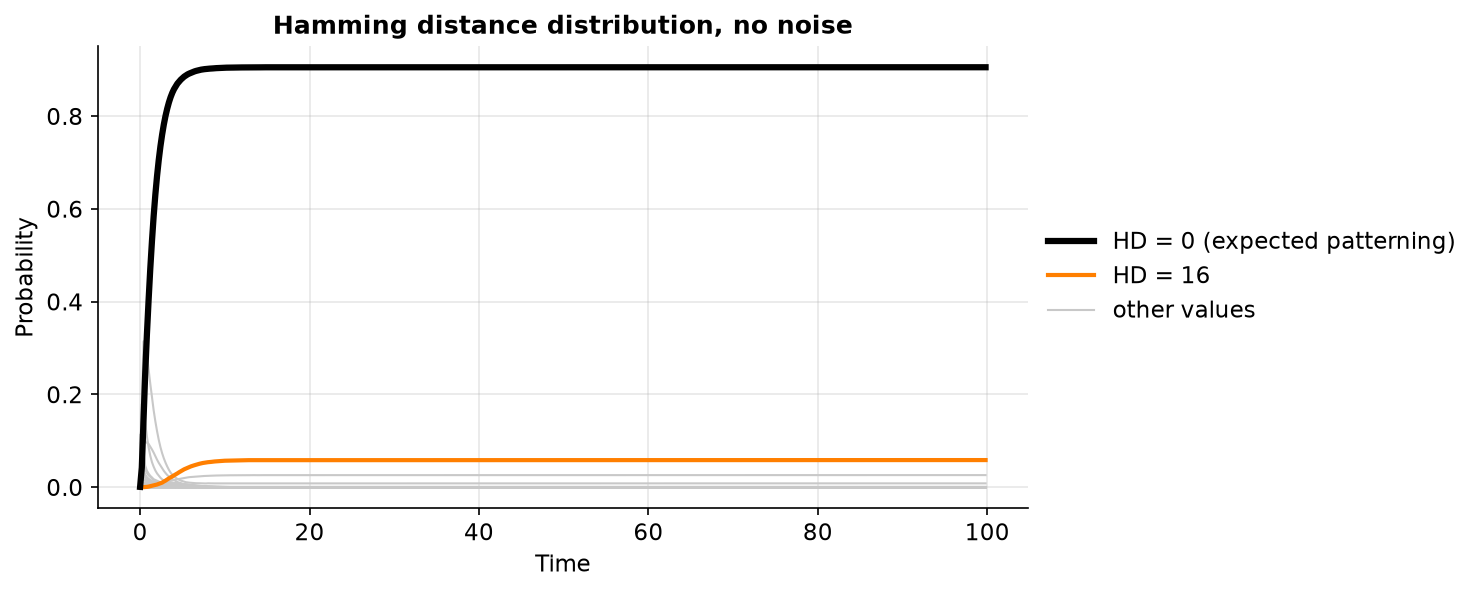 Hamming distance distribution, no noise
Probability
0.8
0.6
0.4
0.2
0.0
0 20 40 60 80 100
Time
HD = 0 (expected patterning)
HD = 16
other values